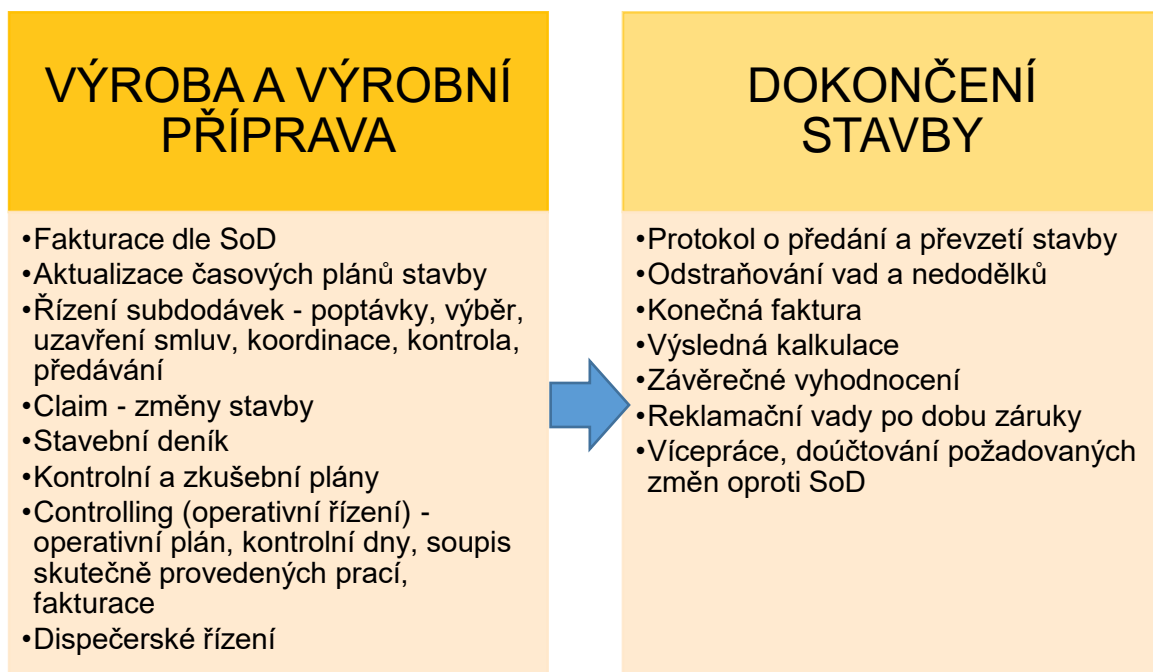 VÝROBA A VÝROBNÍ
PŘÍPRAVA
•Fakturace dle SoD
•Aktualizace časových plánů stavby
•Řízení subdodávek - poptávky, výběr,
uzavření smluv, koordinace, kontrola,
předávání
•Claim - změny stavby
•Stavební deník
•Kontrolní a zkušební plány
•Controlling (operativní řízení) -
operativní plán, kontrolní dny, soupis
skutečně provedených prací,
fakturace
•Dispečerské řízení
DOKONČENÍ
STAVBY
•Protokol o předání a převzetí stavby
•Odstraňování vad a nedodělků
•Konečná faktura
•Výsledná kalkulace
•Závěrečné vyhodnocení
•Reklamační vady po dobu záruky
•Vícepráce, doúčtování požadovaných
změn oproti SoD